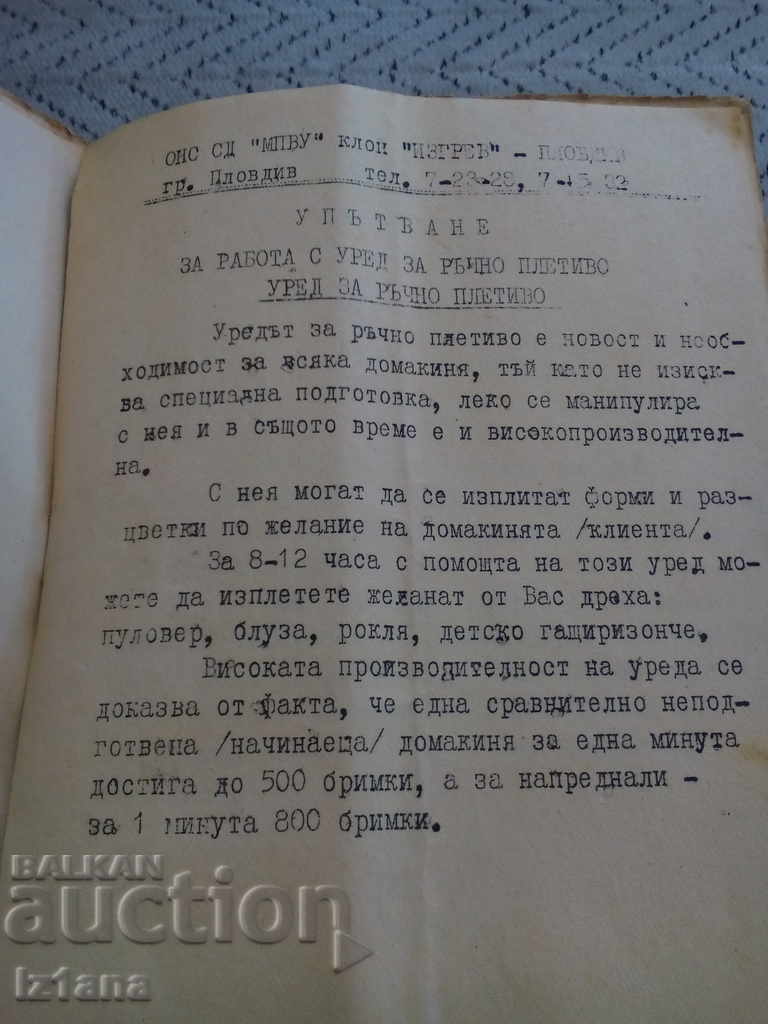 ОНС СД "МПВУ" клон "ИЗГРЕВ" - ПЛОВДИВ
гр. Пловдив тел. 7-23-28, 7-45-82
УПЪТВАНЕ
ЗА РАБОТА С УРЕД ЗА РЪЧНО ПЛЕТИВО
УРЕД ЗА РЪЧНО ПЛЕТИВО
Уредът за ръчно плетиво е новост и необ-
ходимост за всяка домакиня, тъй като не изиск-
ва специална подготовка, леко се манипулира
с нея и в същото време е и високопроизводител-
на.
С нея могат да се изплитат форми и раз-
цветки по желание на домакинята /клиента/.
За 8-12 часа с помощта на този уред мо-
жете да изплетете желанат от Вас дреха:
пуловер, блуза, рокля, детско гащиризонче.
Високата производителност на уреда се
доказва от факта, че една сравнително непод-
готвена /начинаеща/ домакиня за една минута
достига до 500 бримки, а за напреднали -
за 1 минута 800 бримки.
BALKAN
auction
Iz1ana